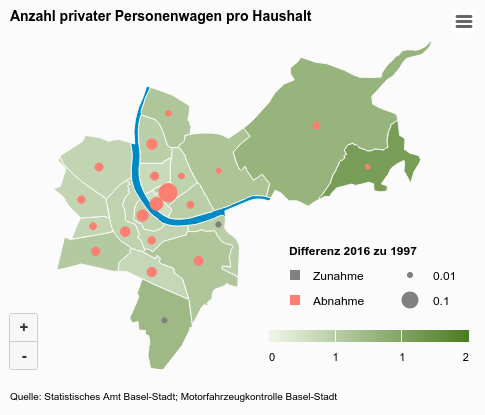 Anzahl privater Personenwagen pro Haushalt
Differenz 2016 zu 1997
Zunahme
0.01
Abnahme
0.1
0
1
1
2
+
-
Quelle: Statistisches Amt Basel-Stadt; Motorfahrzeugkontrolle Basel-Stadt